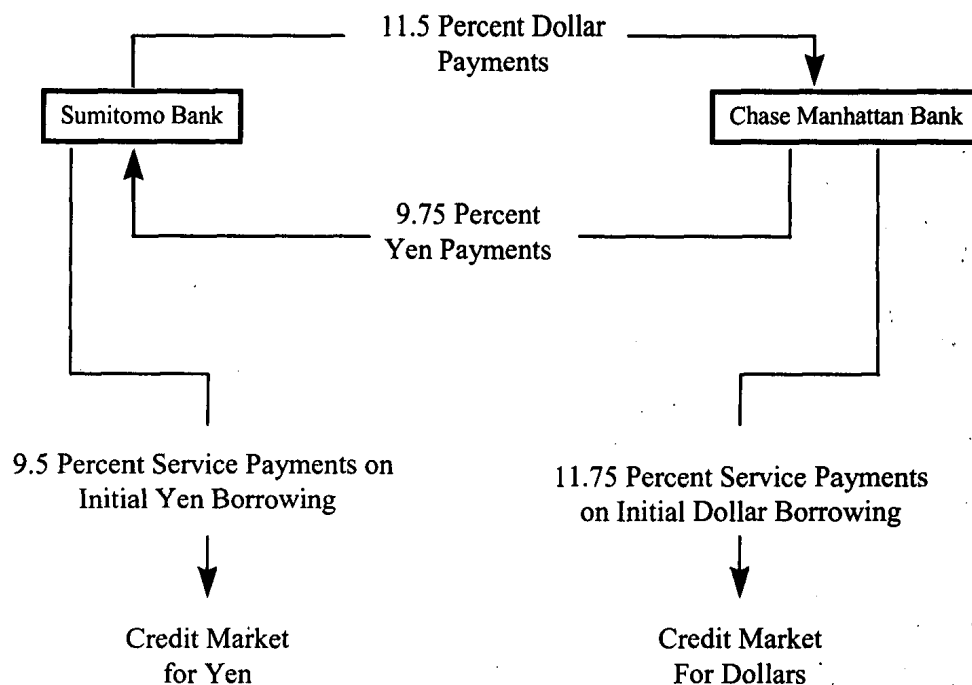 11.5 Percent Dollar
Payments
Sumitomo Bank
Chase Manhattan Bank
9.75 Percent
Yen Payments
9.5 Percent Service Payments on
Initial Yen Borrowing
11.75 Percent Service Payments
on Initial Dollar Borrowing
Credit Market
for Yen
Credit Market
For Dollars